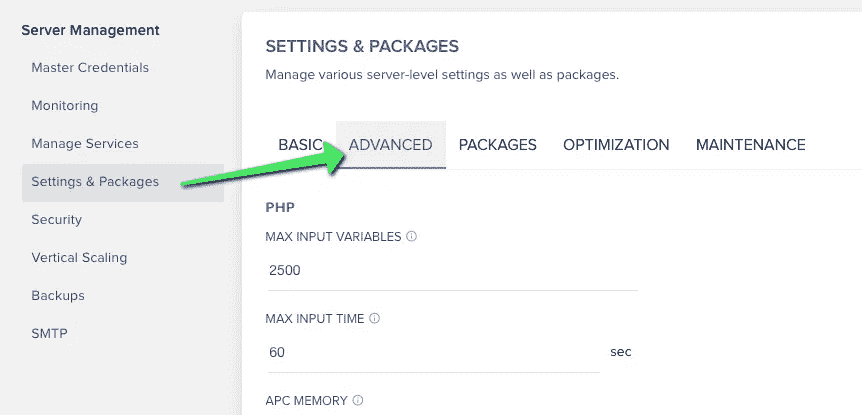 Server Management
Master Credentials
Monitoring
Manage Services
Settings & Packages
Security
Vertical Scaling
Backups
SMTP
SETTINGS & PACKAGES
Manage various server-level settings as well as packages.
BASIC ADVANCED PACKAGES OPTIMIZATION MAINTENANCE
PHP
MAX INPUT VARIABLES
2500
MAX INPUT TIME
60 sec
APC MEMORY